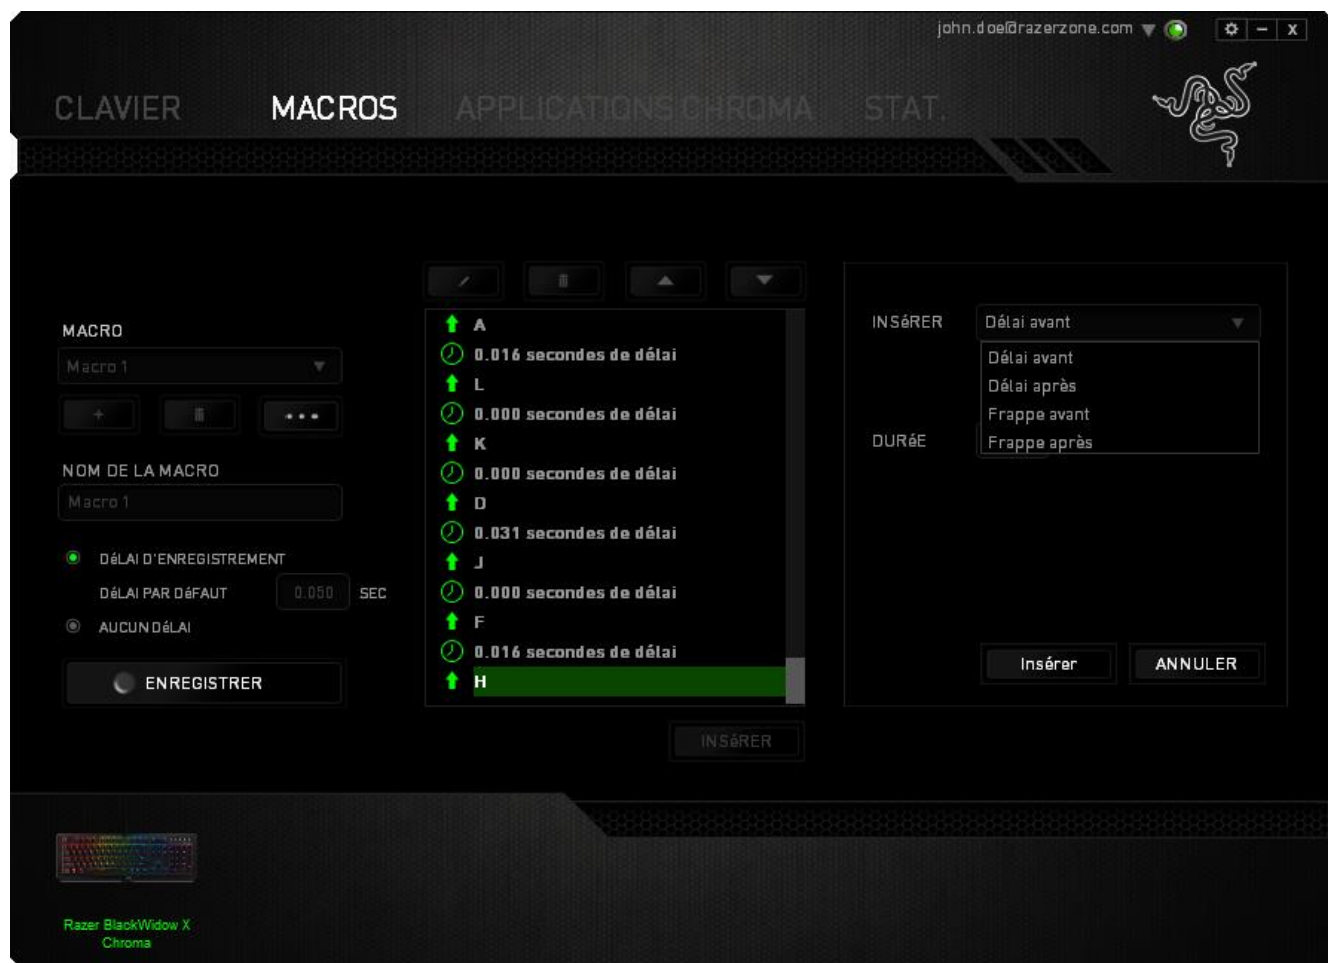 john.doe@razerzone.com
x
CLAVIER MACROS APPLICATIONS CHROMA STAT.
MACRO
Macro 1
NOM DE LA MACRO
Macro 1
DéLAI D'ENREGISTREMENT
DéLAI PAR DéFAUT 0.050 SEC
AUCUN DéLAI
ENREGISTRER
A
0.016 secondes de délai
L
0.000 secondes de délai
K
0.000 secondes de délai
D
0.031 secondes de délai
J
0.000 secondes de délai
F
0.016 secondes de délai
H
INSéRER
INSéRER Délai avant
Délai avant
Délai après
Frappe avant
Frappe après
DURéE
Insérer ANNULER
Razer BlackWidow X
Chroma